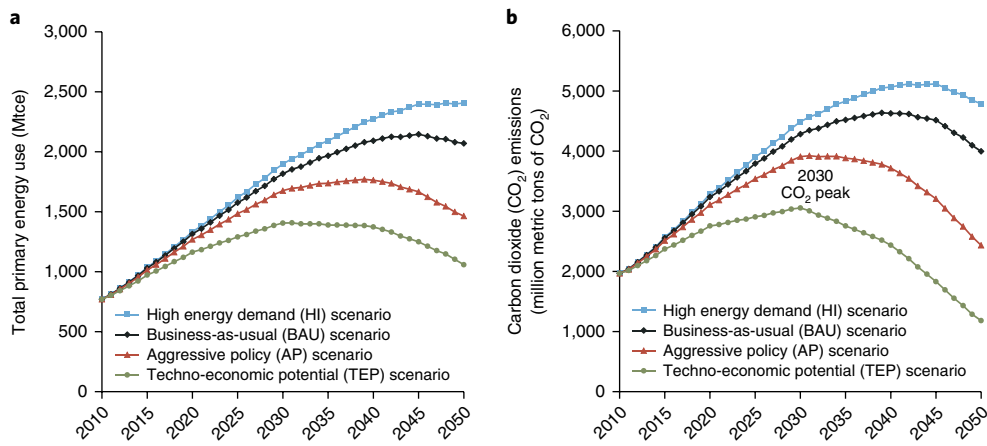 a
Total primary energy use (Mtce)
3,000
2,500
2,000
1,500
1,000
500
0
High energy demand (HI) scenario
Business-as-usual (BAU) scenario
Aggressive policy (AP) scenario
Techno-economic potential (TEP) scenario
2010
2015
2020
2025
2030
2035
2040
2045
2050
b
Carbon dioxide (CO₂) emissions
(million metric tons of CO₂)
6,000
5,000
4,000
3,000
2,000
1,000
0
2030
CO₂ peak
High energy demand (HI) scenario
Business-as-usual (BAU) scenario
Aggressive policy (AP) scenario
Techno-economic potential (TEP) scenario
2010
2015
2020
2025
2030
2035
2040
2045
2050